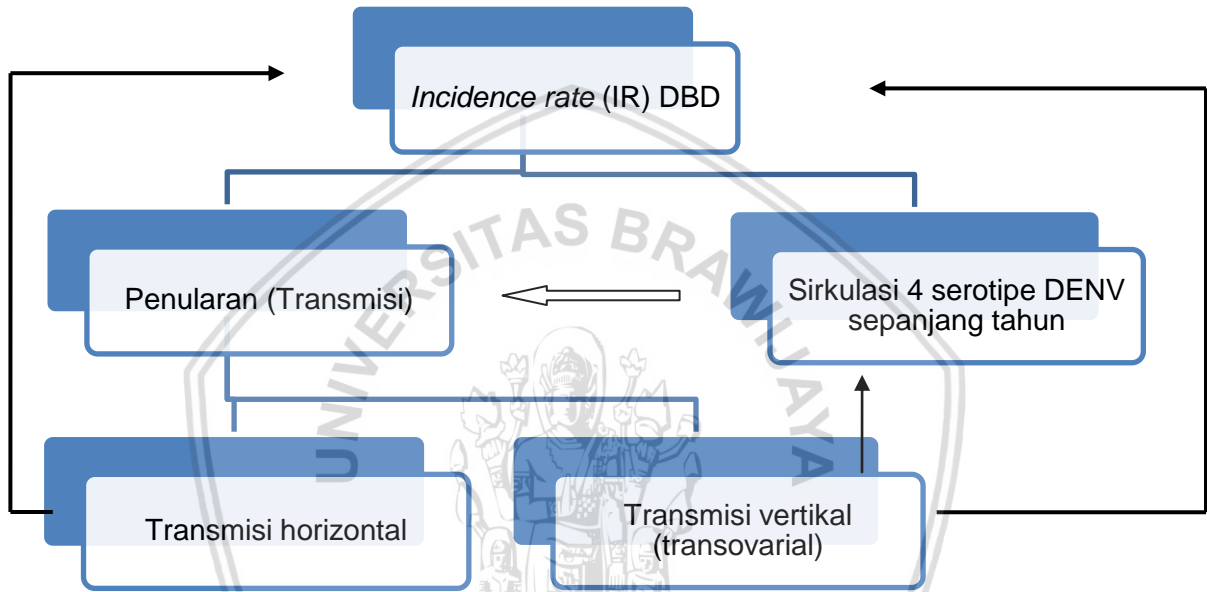 Incidence rate (IR) DBD
Penularan (Transmisi)
Sirkulasi 4 serotipe DENV
sepanjang tahun
Transmisi horizontal
Transmisi vertikal
(transovarial)
UNIVERSITAS BRAWIJAYA